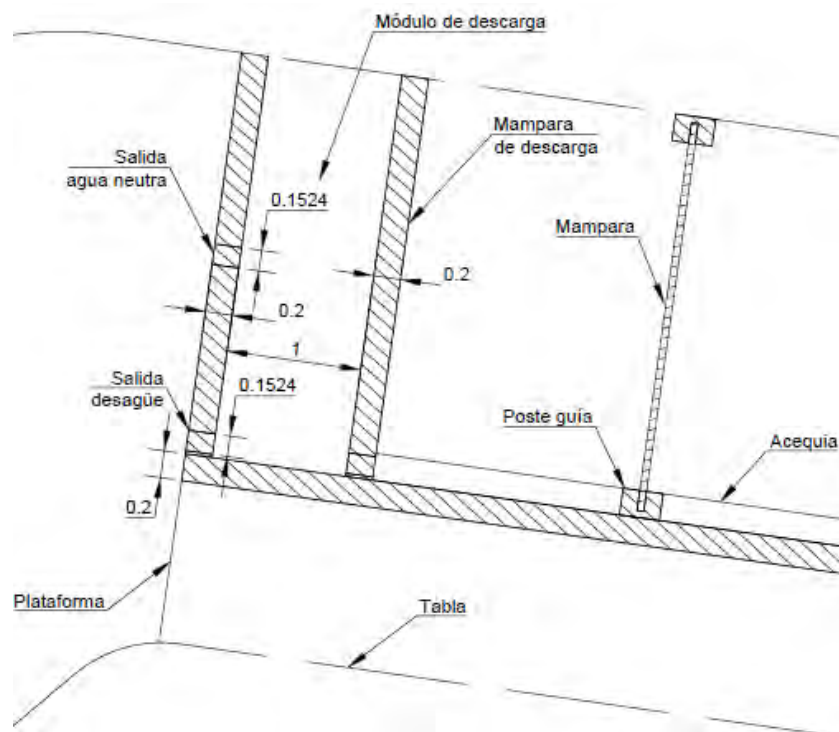 Módulo de descarga
Salida
agua neutra
0.1524
Mampara
de descarga
Mampara
0.2
0.2
1
Salida
desagüe
0.1524
Poste guía
Acequia
0.2
Plataforma
Tabla